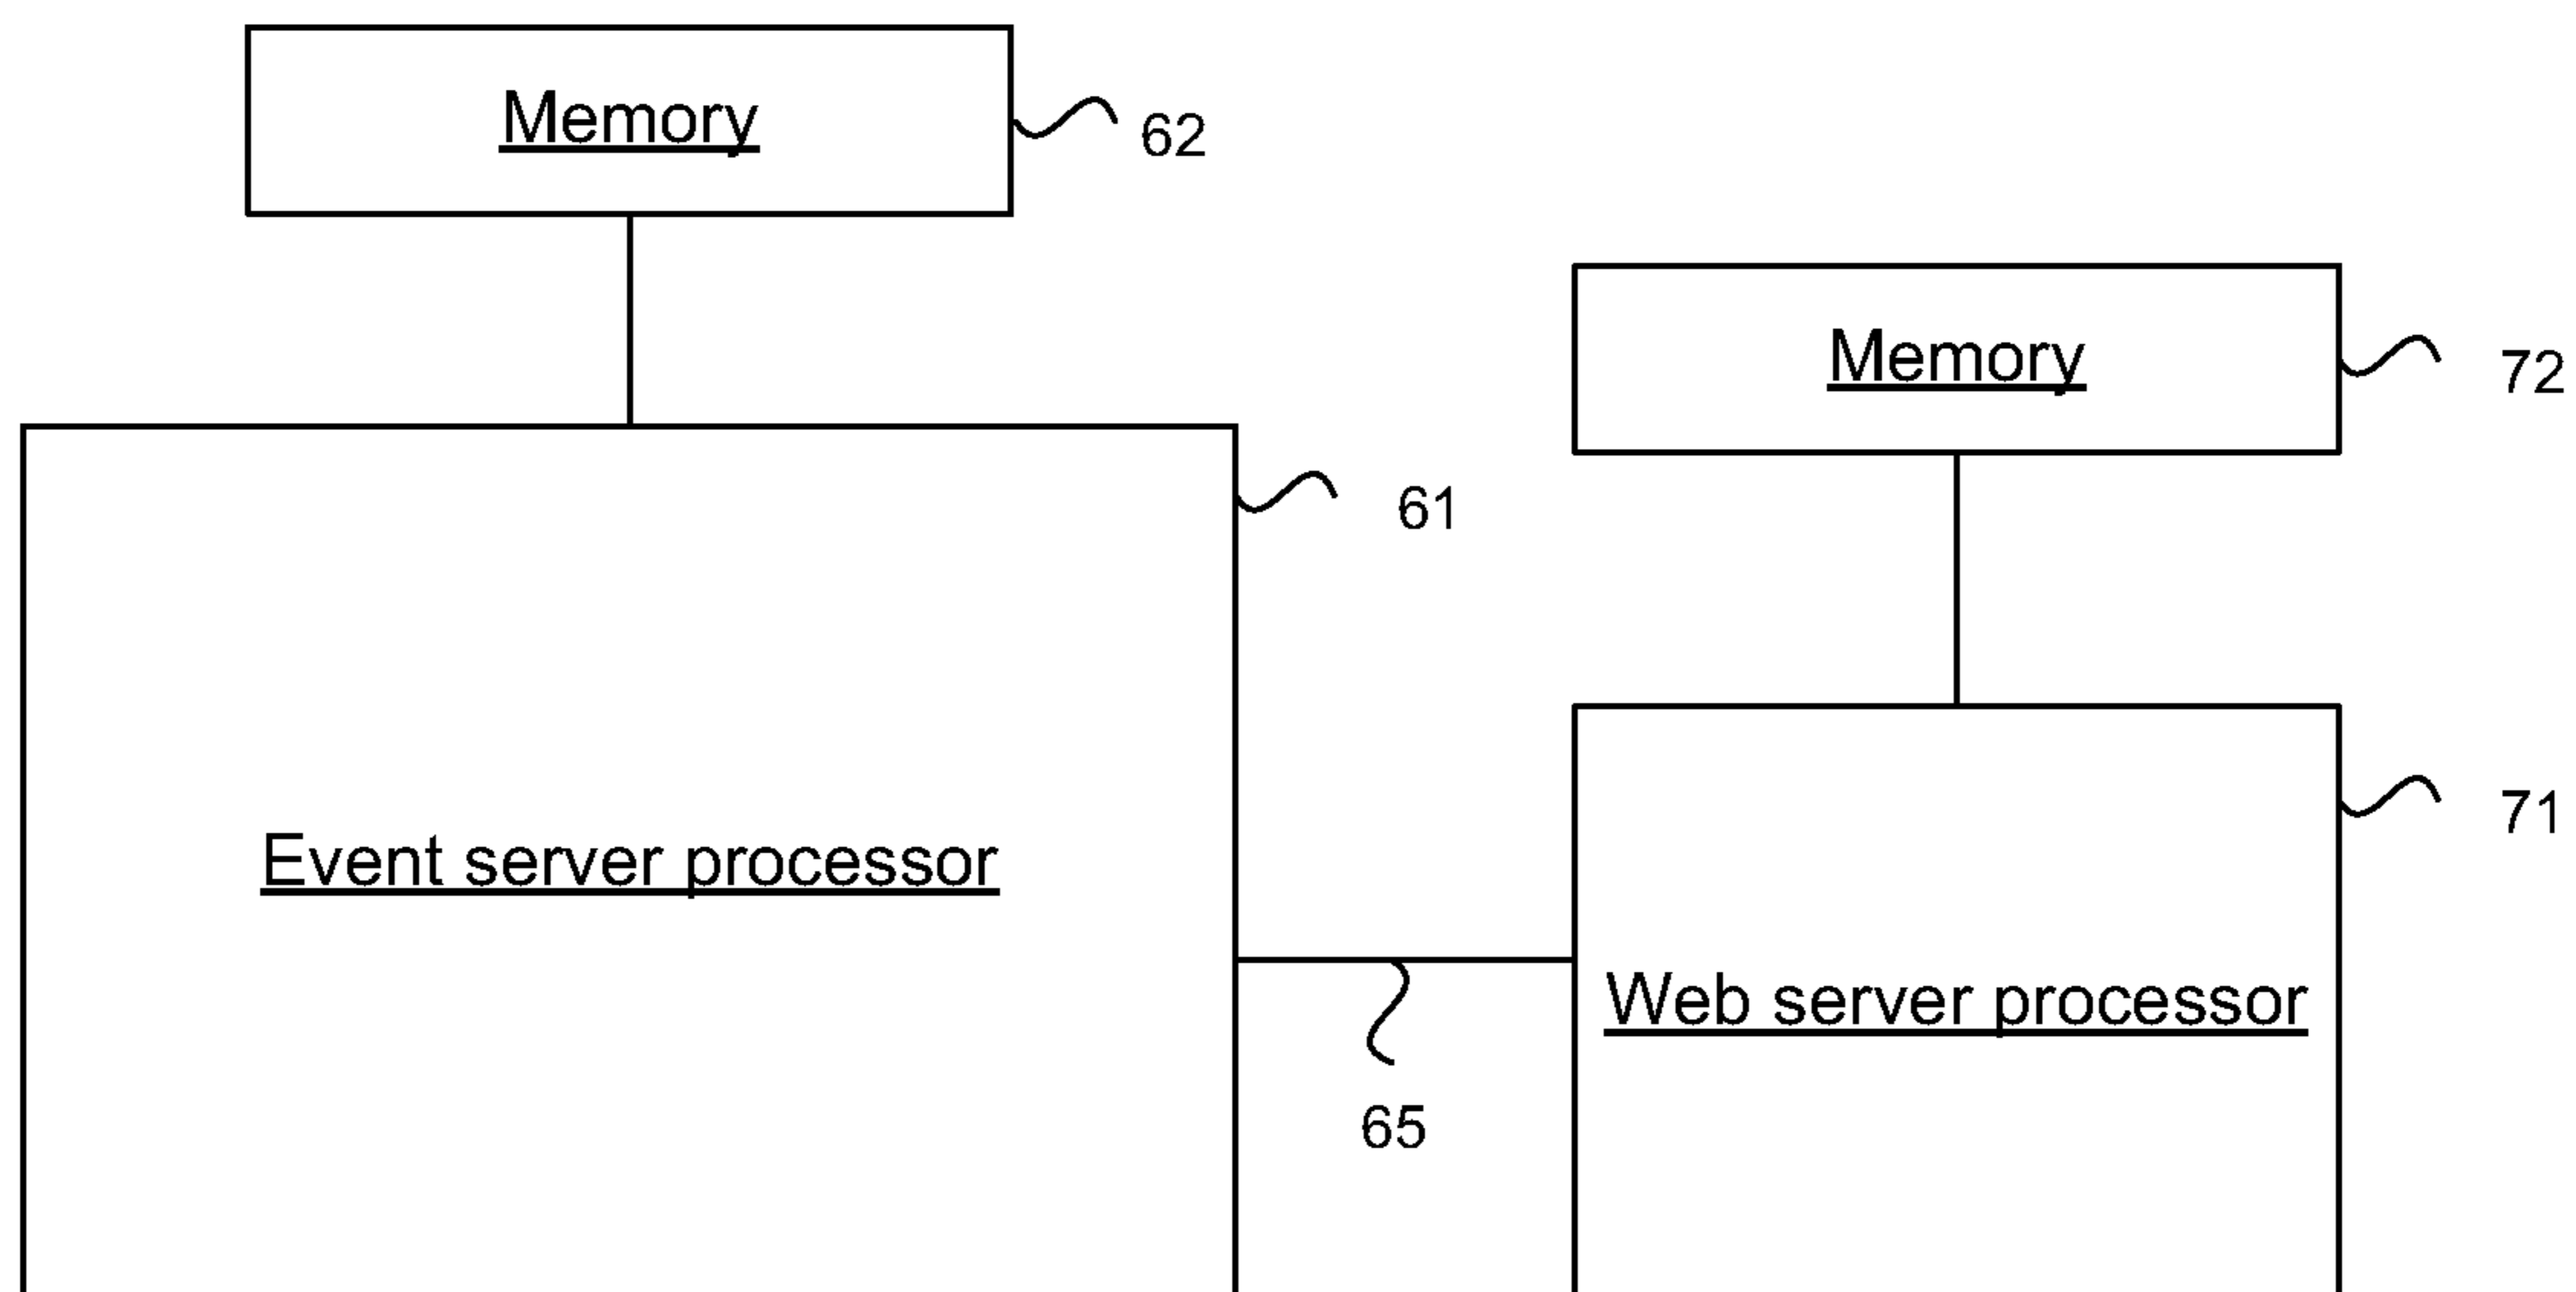 Memory
62
Memory
72
61
71
Event server processor
Web server processor
65